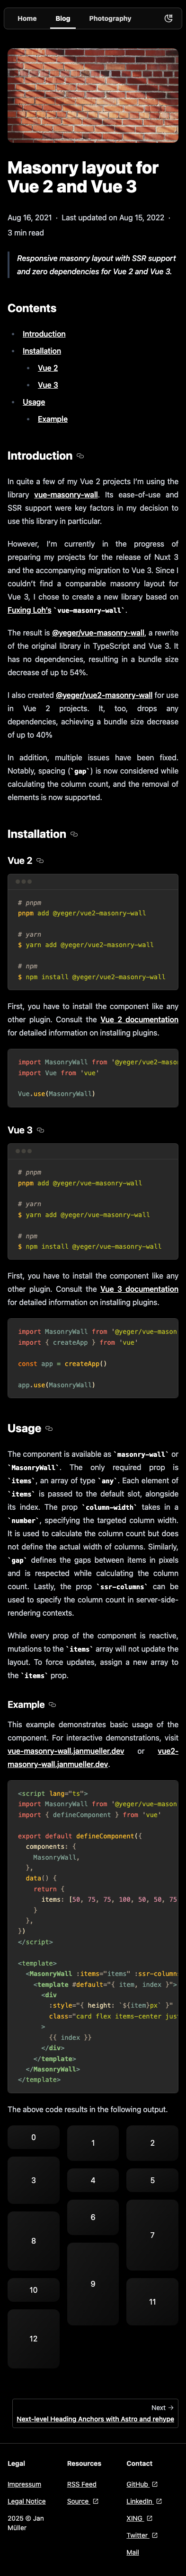 Home Blog Photography
Masonry layout for
Vue 2 and Vue 3
Aug 16, 2021 · Last updated on Aug 15, 2022 ·
3 min read
Responsive masonry layout with SSR support
and zero dependencies for Vue 2 and Vue 3.
Contents
Introduction
Installation
Vue 2
Vue 3
Usage
Example
Introduction
In quite a few of my Vue 2 projects I'm using the
library vue-masonry-wall. Its ease-of-use and
SSR support were key factors in my decision to
use this library in particular.
However, I'm currently in the progress of
preparing my projects for the release of Nuxt 3
and the accompanying migration to Vue 3. Since I
couldn't find a comparable masonry layout for
Vue 3, I chose to create a new library based on
Fuxing Loh's `vue-masonry-wall`.
The result is @yeger/vue-masonry-wall, a rewrite
of the original library in TypeScript and Vue 3. It
has no dependencies, resulting in a bundle size
decrease of up to 54%.
I also created @yeger/vue2-masonry-wall for use
in Vue 2 projects. It, too, drops any
dependencies, achieving a bundle size decrease
of up to 40%
In addition, multiple issues have been fixed.
Notably, spacing (`gap`) is now considered while
calculating the column count, and the removal of
elements is now supported.
Installation
Vue 2
# pnpm
pnpm add @yeger/vue2-masonry-wall
# yarn
$ yarn add @yeger/vue2-masonry-wall
# npm
$ npm install @yeger/vue2-masonry-wall
First, you have to install the component like any
other plugin. Consult the Vue 2 documentation
for detailed information on installing plugins.
import MasonryWall from '@yeger/vue2-mason
import Vue from 'vue'
Vue.use(MasonryWall)
Vue 3
# pnpm
pnpm add @yeger/vue-masonry-wall
# yarn
$ yarn add @yeger/vue-masonry-wall
# npm
$ npm install @yeger/vue-masonry-wall
First, you have to install the component like any
other plugin. Consult the Vue 3 documentation
for detailed information on installing plugins.
import MasonryWall from '@yeger/vue-mason
import { createApp } from 'vue'
const app = createApp()
app.use(MasonryWall)
Usage
The component is available as `masonry-wall` or
`MasonryWall`. The only required prop is
`items`, an array of type `any`. Each element of
`items` is passed to the default slot, alongside
its index. The prop `column-width` takes in a
`number`, specifying the targeted column width.
It is used to calculate the column count but does
not define the actual width of columns. Similarly,
`gap` defines the gaps between items in pixels
and is respected while calculating the column
count. Lastly, the prop `ssr-columns` can be
used to specify the column count in server-side-
rendering contexts.
While every prop of the component is reactive,
mutations to the `items` array will not update the
layout. To force updates, assign a new array to
the `items` prop.
Example
This example demonstrates basic usage of the
component. For interactive demonstrations, visit
vue-masonry-wall.janmueller.dev or vue2-
masonry-wall.janmueller.dev.
<script lang="ts">
import MasonryWall from '@yeger/vue-mason
import { defineComponent } from 'vue'
export default defineComponent({
components: {
MasonryWall,
},
data() {
return {
items: [50, 75, 75, 100, 50, 50, 75
}
},
})
</script>
<template>
<MasonryWall :items="items" :ssr-column
<template #default="{ item, index }">
<div
:style="{ height: `${item}px` }"
class="card flex items-center jus
>
{{ index }}
</div>
</template>
</MasonryWall>
</template>
The above code results in the following output.
0
1
2
3
4
5
6
7
8
9
10
11
12
Next →
Next-level Heading Anchors with Astro and rehype
Legal Resources Contact
Impressum RSS Feed GitHub
Legal Notice Source LinkedIn
2025 © Jan
Müller
XING
Twitter
Mail